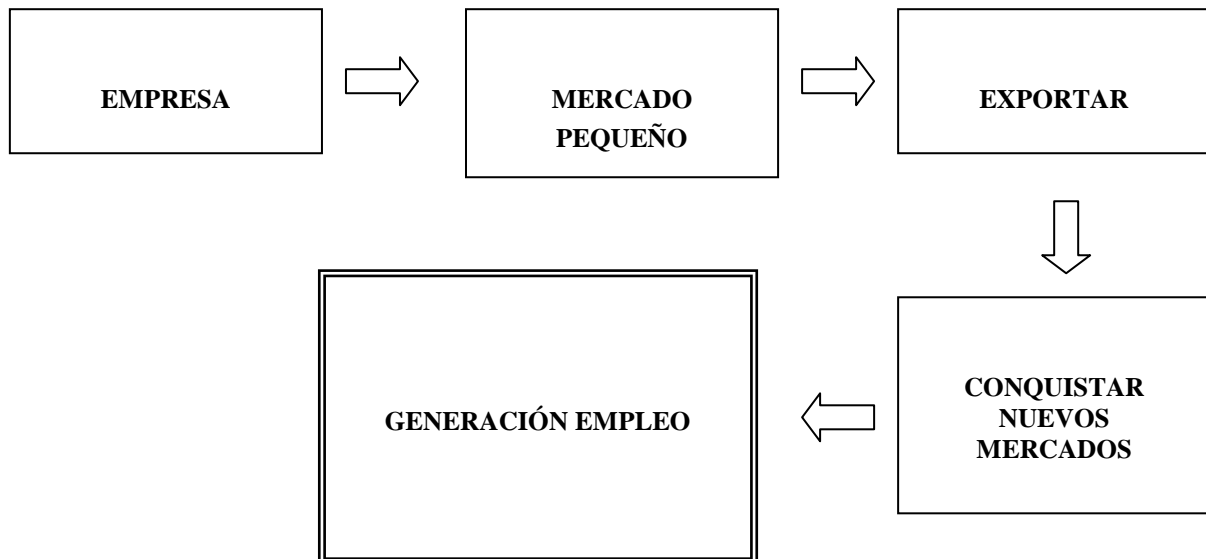 EMPRESA
MERCADO
PEQUEÑO
EXPORTAR
CONQUISTAR
NUEVOS
MERCADOS
GENERACIÓN EMPLEO